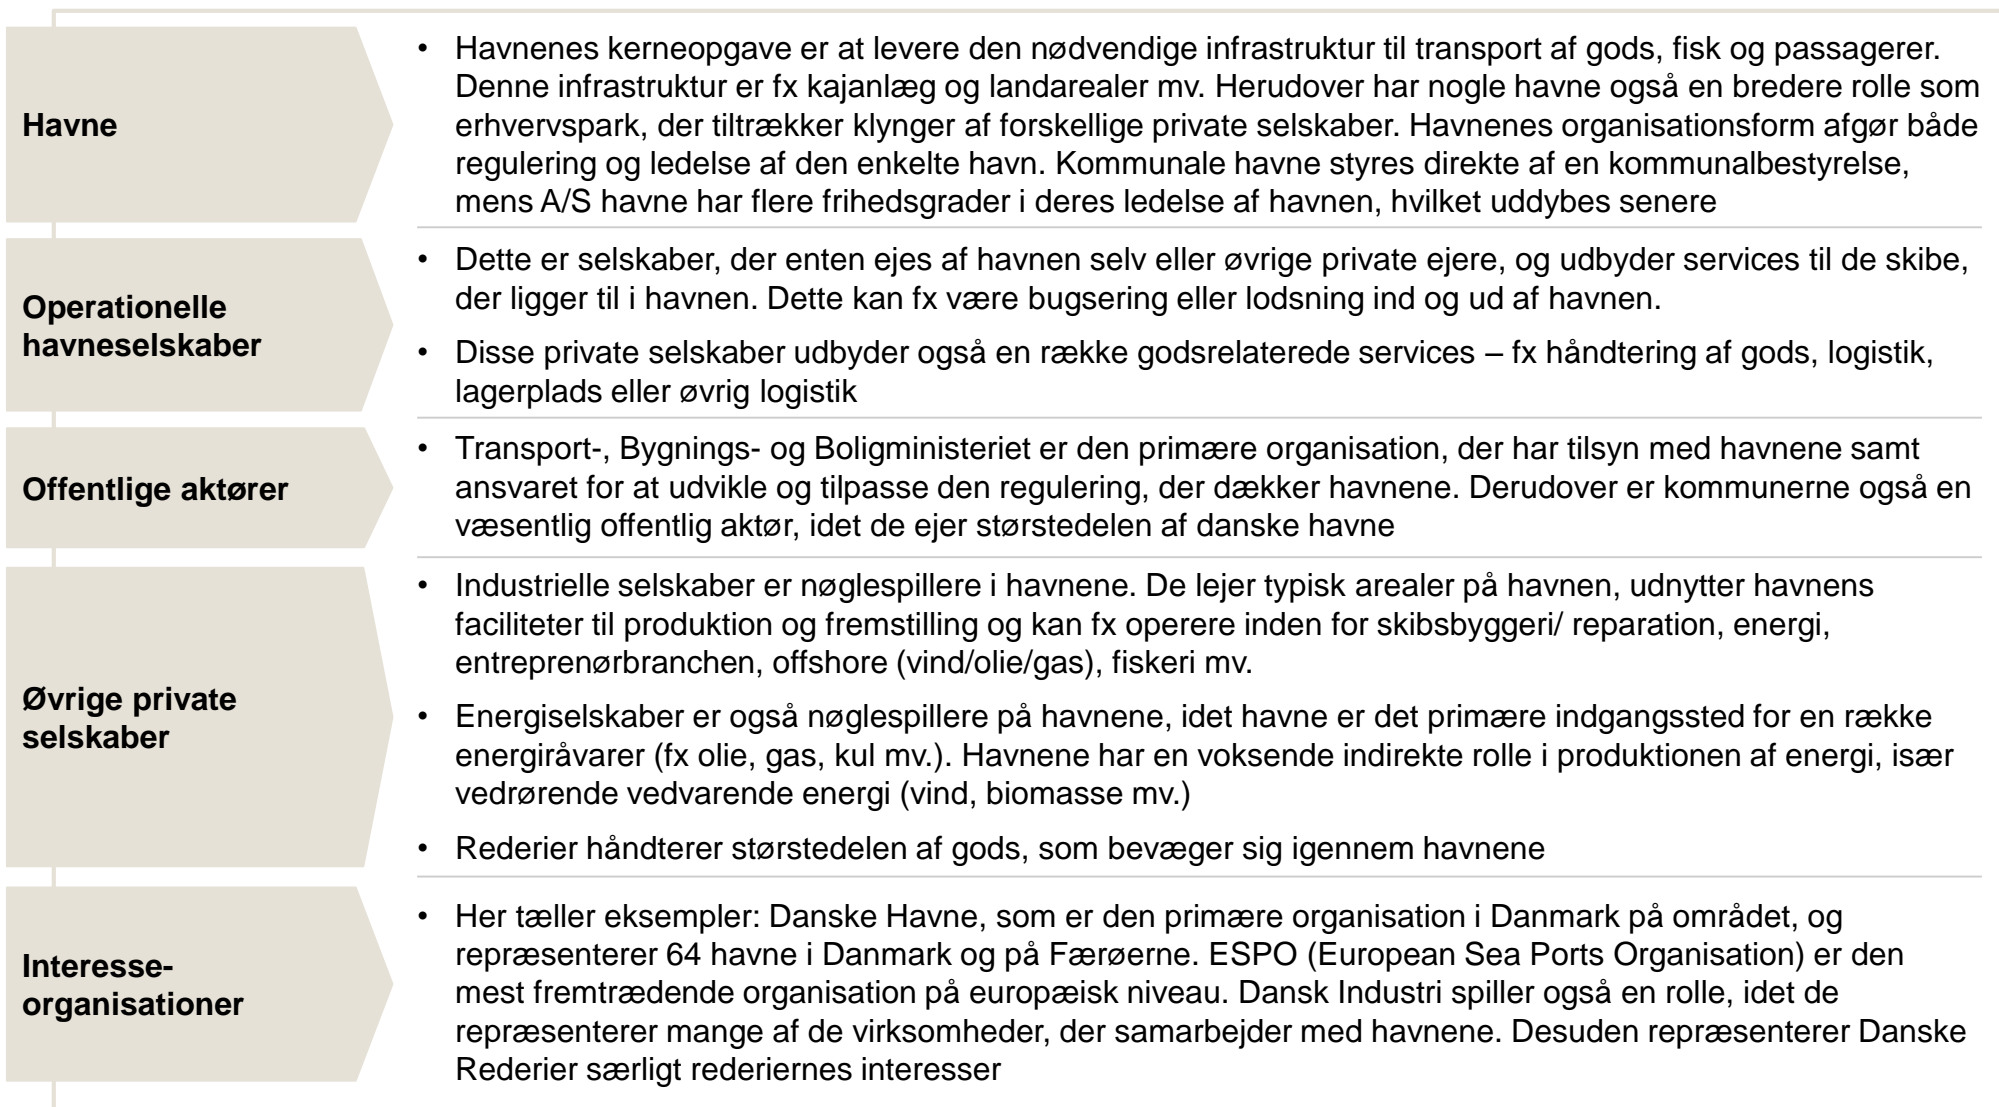 Havne
• Havnenes kerneopgave er at levere den nødvendige infrastruktur til transport af gods, fisk og passagerer.
Denne infrastruktur er fx kajanlæg og landarealer mv. Herudover har nogle havne også en bredere rolle som
erhvervspark, der tiltrækker klynger af forskellige private selskaber. Havnenes organisationsform afgør både
regulering og ledelse af den enkelte havn. Kommunale havne styres direkte af en kommunalbestyrelse,
mens A/S havne har flere frihedsgrader i deres ledelse af havnen, hvilket uddybes senere
Operationelle
havneselskaber
• Dette er selskaber, der enten ejes af havnen selv eller øvrige private ejere, og udbyder services til de skibe,
der ligger til i havnen. Dette kan fx være bugsering eller lodsning ind og ud af havnen.
• Disse private selskaber udbyder også en række godsrelaterede services – fx håndtering af gods, logistik,
lagerplads eller øvrig logistik
Offentlige aktører
• Transport-, Bygnings- og Boligministeriet er den primære organisation, der har tilsyn med havnene samt
ansvaret for at udvikle og tilpasse den regulering, der dækker havnene. Derudover er kommunerne også en
væsentlig offentlig aktør, idet de ejer størstedelen af danske havne
Øvrige private
selskaber
• Industrielle selskaber er nøglespillere i havnene. De lejer typisk arealer på havnen, udnytter havnens
faciliteter til produktion og fremstilling og kan fx operere inden for skibsbyggeri/ reparation, energi,
entreprenørbranchen, offshore (vind/olie/gas), fiskeri mv.
• Energiselskaber er også nøglespillere på havnene, idet havne er det primære indgangssted for en række
energiråvarer (fx olie, gas, kul mv.). Havnene har en voksende indirekte rolle i produktionen af energi, især
vedrørende vedvarende energi (vind, biomasse mv.)
• Rederier håndterer størstedelen af gods, som bevæger sig igennem havnene
Interesse-
organisationer
• Her tæller eksempler: Danske Havne, som er den primære organisation i Danmark på området, og
repræsenterer 64 havne i Danmark og på Færøerne. ESPO (European Sea Ports Organisation) er den
mest fremtrædende organisation på europæisk niveau. Dansk Industri spiller også en rolle, idet de
repræsenterer mange af de virksomheder, der samarbejder med havnene. Desuden repræsenterer Danske
Rederier særligt rederiernes interesser